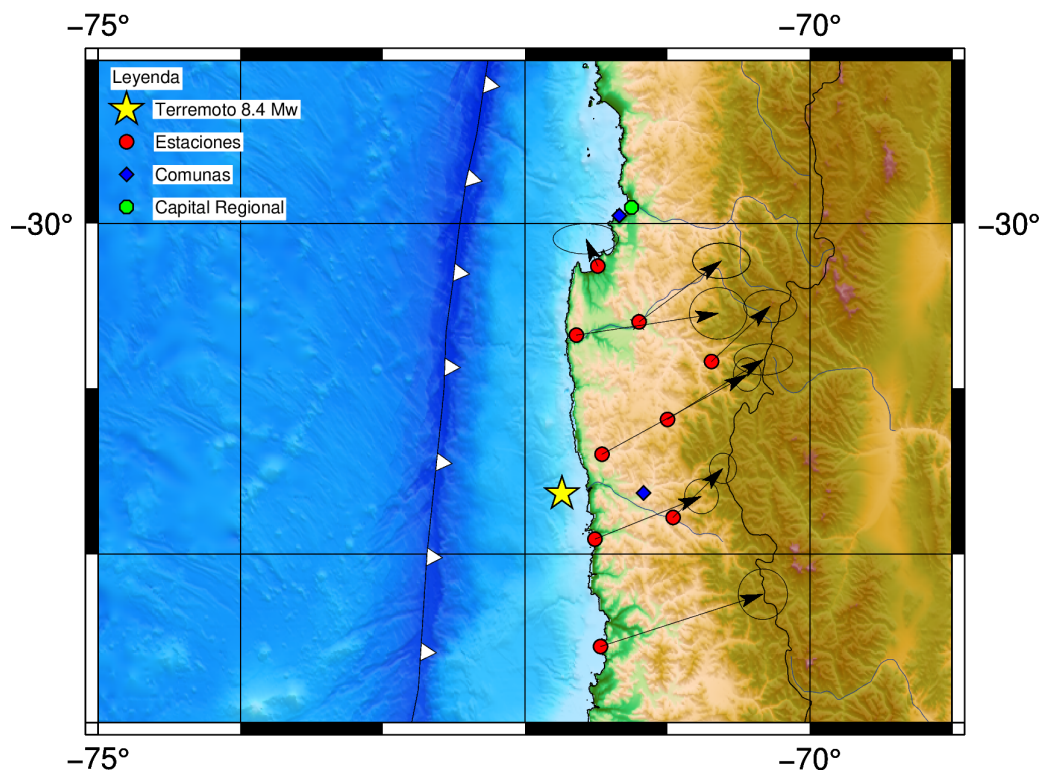 −75° −70°
Leyenda
Terremoto 8.4 Mw
Estaciones
Comunas
Capital Regional
−30° −30°
−75° −70°